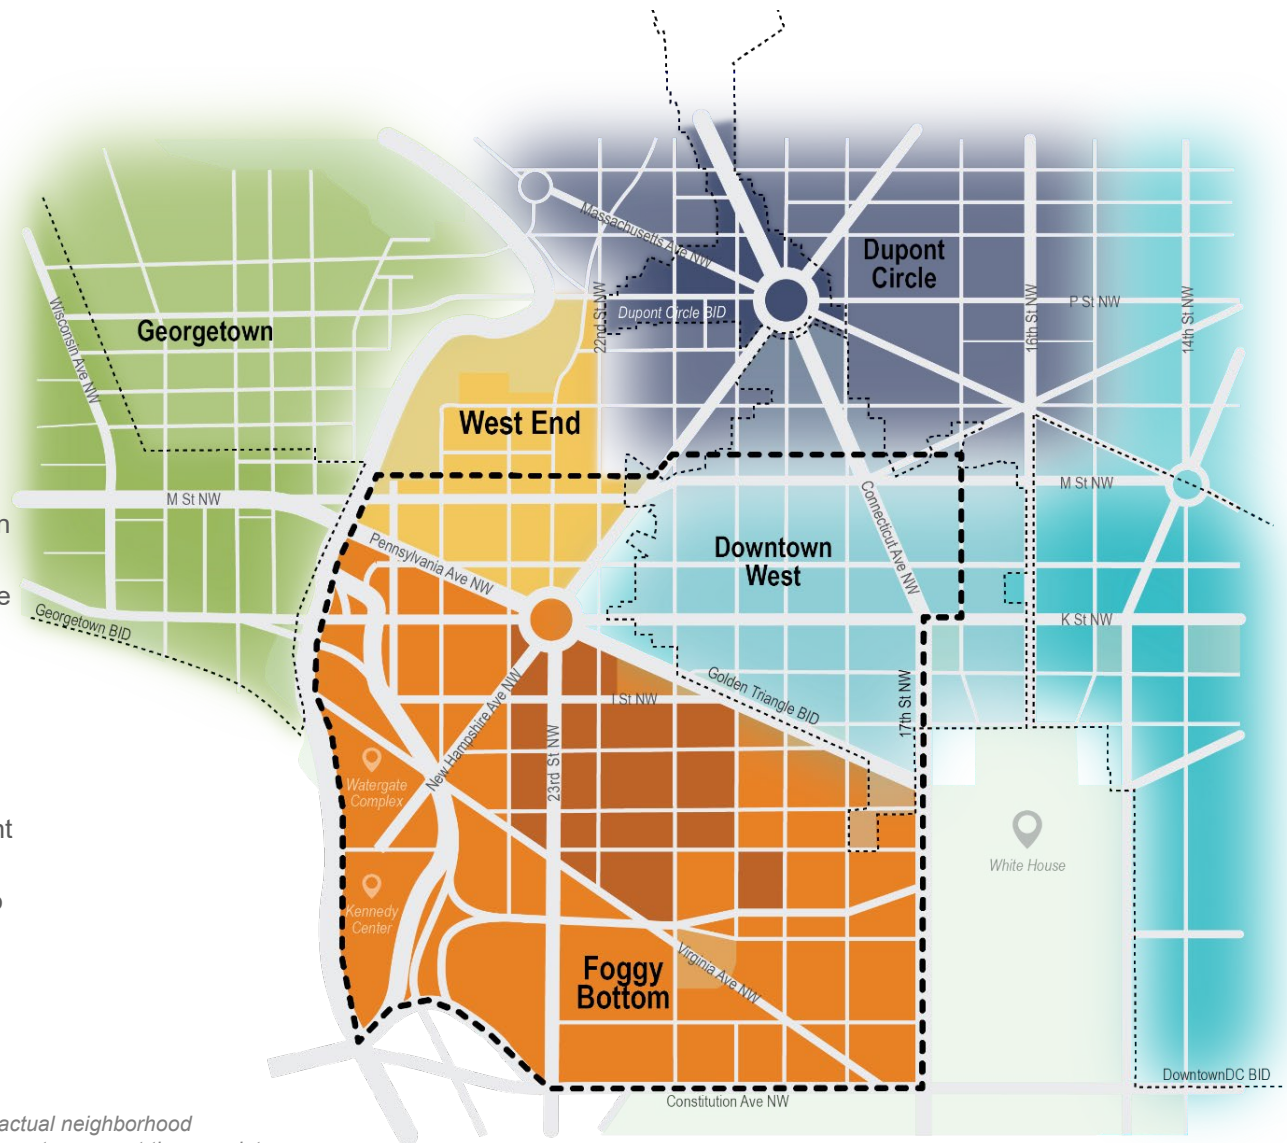 Massachusetts Ave NW
Dupont
Circle
Georgetown
Wisconsin Ave NW
22nd St NW
Dupont Circle BID
16th St NW
P St NW
14th St NW
West End
M St NW
M St NW
Connecticut Ave NW
Pennsylvania Ave NW
Downtown
West
Georgetown BID
K St NW
New Hampshire Ave NW
I St NW
Golden Triangle BID
17th St NW
23rd St NW
Watergate
Complex
White House
Kennedy
Center
Foggy
Bottom
Virginia Ave NW
DowntownDC BID
Constitution Ave NW
actual neighborhood